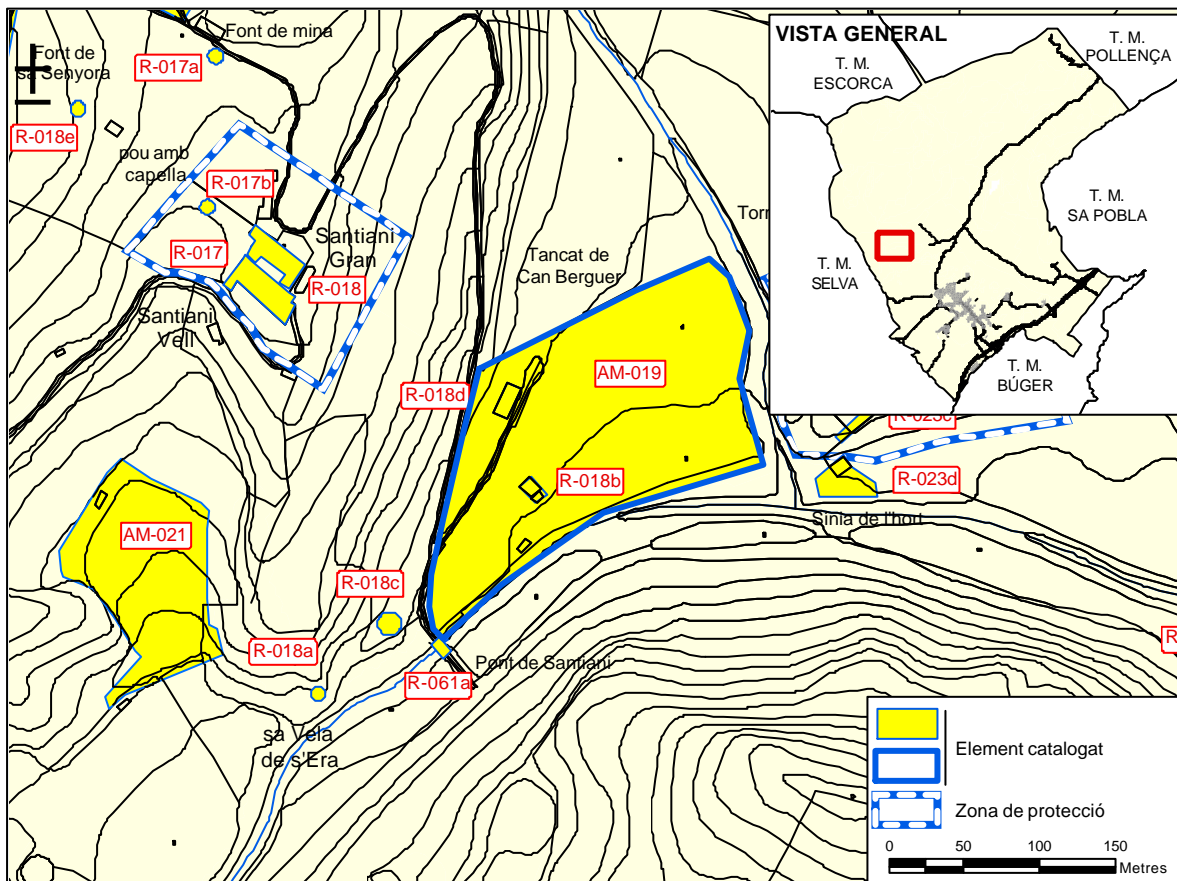 Font de mina
Font de
sa Senyora
R-017a
R-018e
pou amb
capella
R-017b
R-017
Santiani
Gran
R-018
Santiani
Vell
Tancat de
Can Berguer
R-018d
AM-019
R-018b
AM-021
R-018c
R-018a
Pont de Santiani
R-061a
sa Vela
de s'Era
R-023c
R-023d
Sínia de l'hort
VISTA GENERAL
T. M.
ESCORCA
T. M.
POLLENÇA
T. M.
SA POBLA
T. M.
SELVA
T. M.
BÚGER
Element catalogat
Zona de protecció
0 50 100 150
Metres